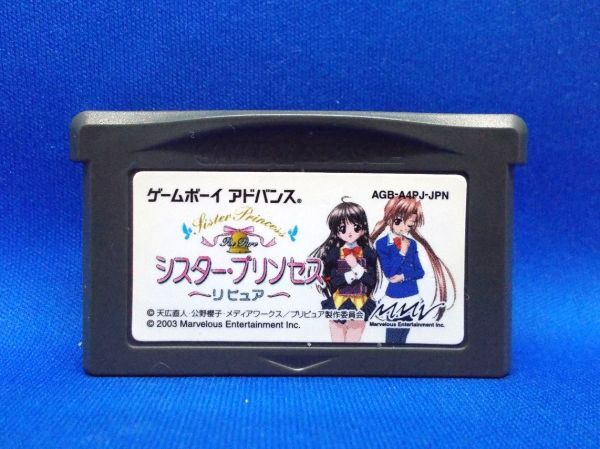 ゲームボーイ アドバンス®
AGB-A4PJ-JPN
Sister Princess
Re Pure
シスター・プリンセス
～リピュア～
© 天広直人・公野櫻子・メディアワークス／プリピュア製作委員会
© 2003 Marvelous Entertainment Inc.
Marvelous Entertainment Inc.